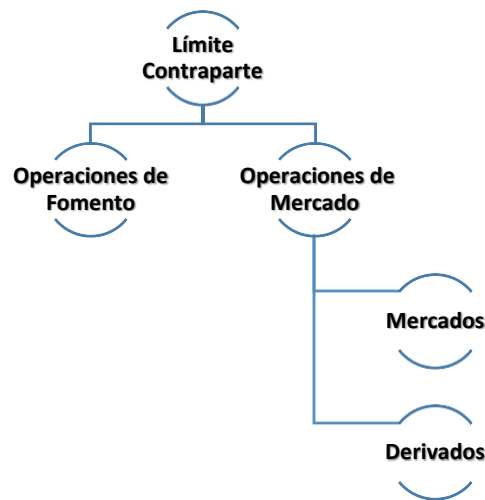 Límite
Contraparte
Operaciones de
Fomento
Operaciones de
Mercado
Mercados
Derivados